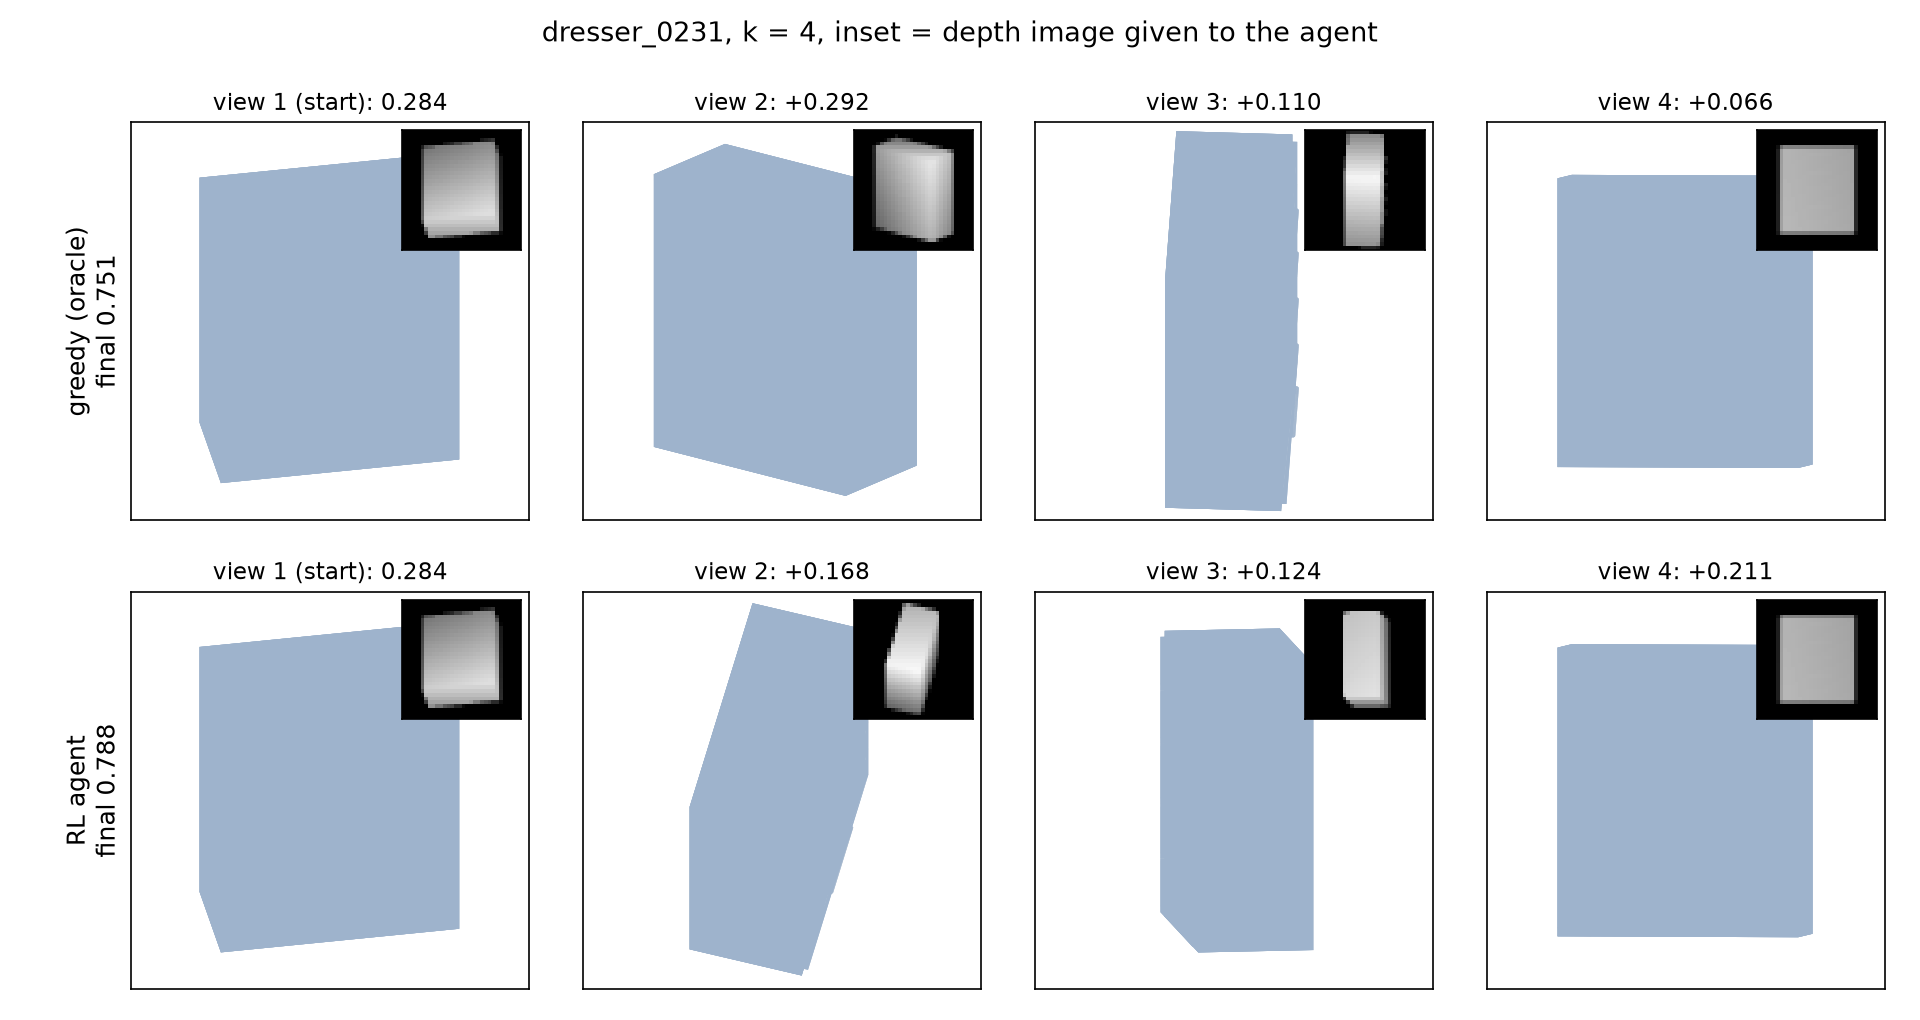 dresser_0231, k = 4, inset = depth image given to the agent
view 1 (start): 0.284
view 2: +0.292
view 3: +0.110
view 4: +0.066
greedy (oracle)
final 0.751
view 1 (start): 0.284
view 2: +0.168
view 3: +0.124
view 4: +0.211
RL agent
final 0.788